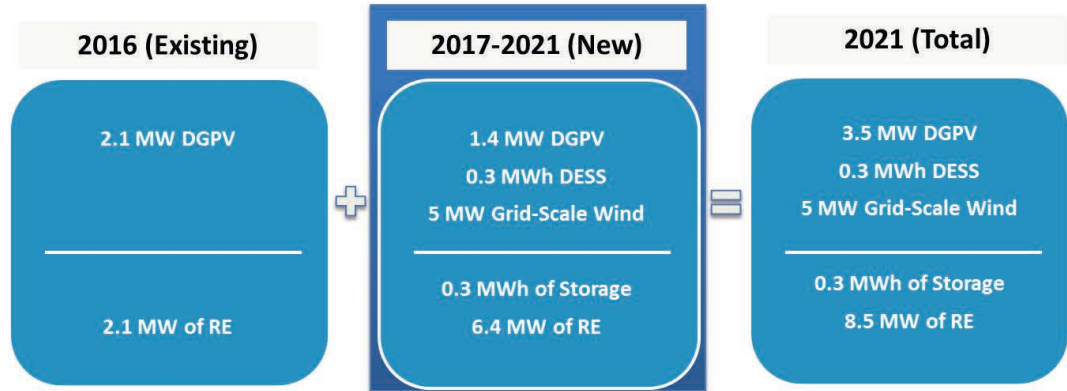 2016 (Existing)
2.1 MW DGPV
2.1 MW of RE
2017-2021 (New)
1.4 MW DGPV
0.3 MWh DESS
5 MW Grid-Scale Wind
0.3 MWh of Storage
6.4 MW of RE
2021 (Total)
3.5 MW DGPV
0.3 MWh DESS
5 MW Grid-Scale Wind
0.3 MWh of Storage
8.5 MW of RE